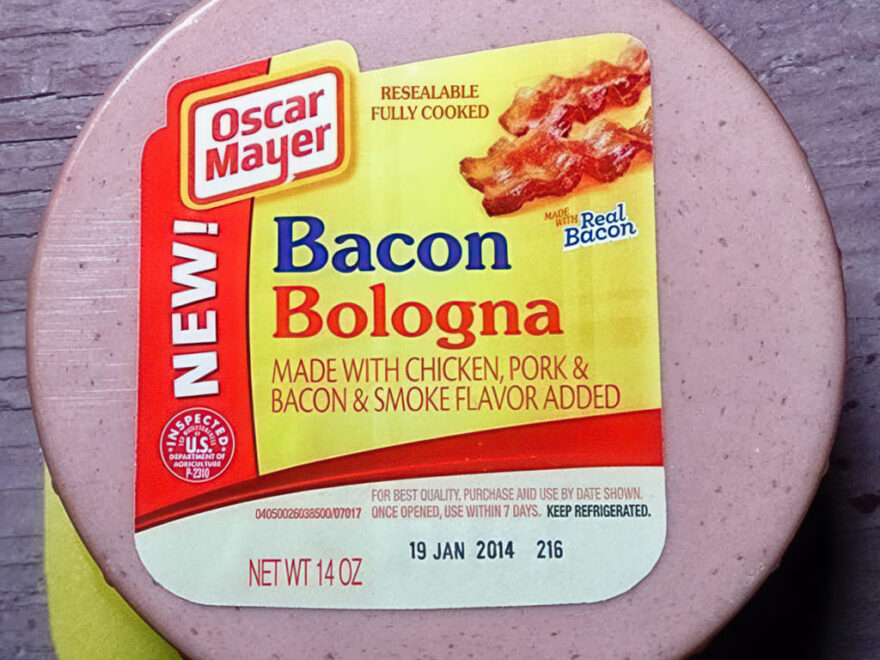 Oscar
Mayer
RESEALABLE
FULLY COOKED
MADE
WITH
Real
Bacon
NEW!
Bacon
Bologna
MADE WITH CHICKEN, PORK &
BACON & SMOKE FLAVOR ADDED
INSPECTED
U.S.
DEPARTMENT OF
AGRICULTURE
P-2310
FOR BEST QUALITY, PURCHASE AND USE BY DATE SHOWN.
04050026038500/07017 ONCE OPENED, USE WITHIN 7 DAYS. KEEP REFRIGERATED.
19 JAN 2014 216
NET WT 14 OZ